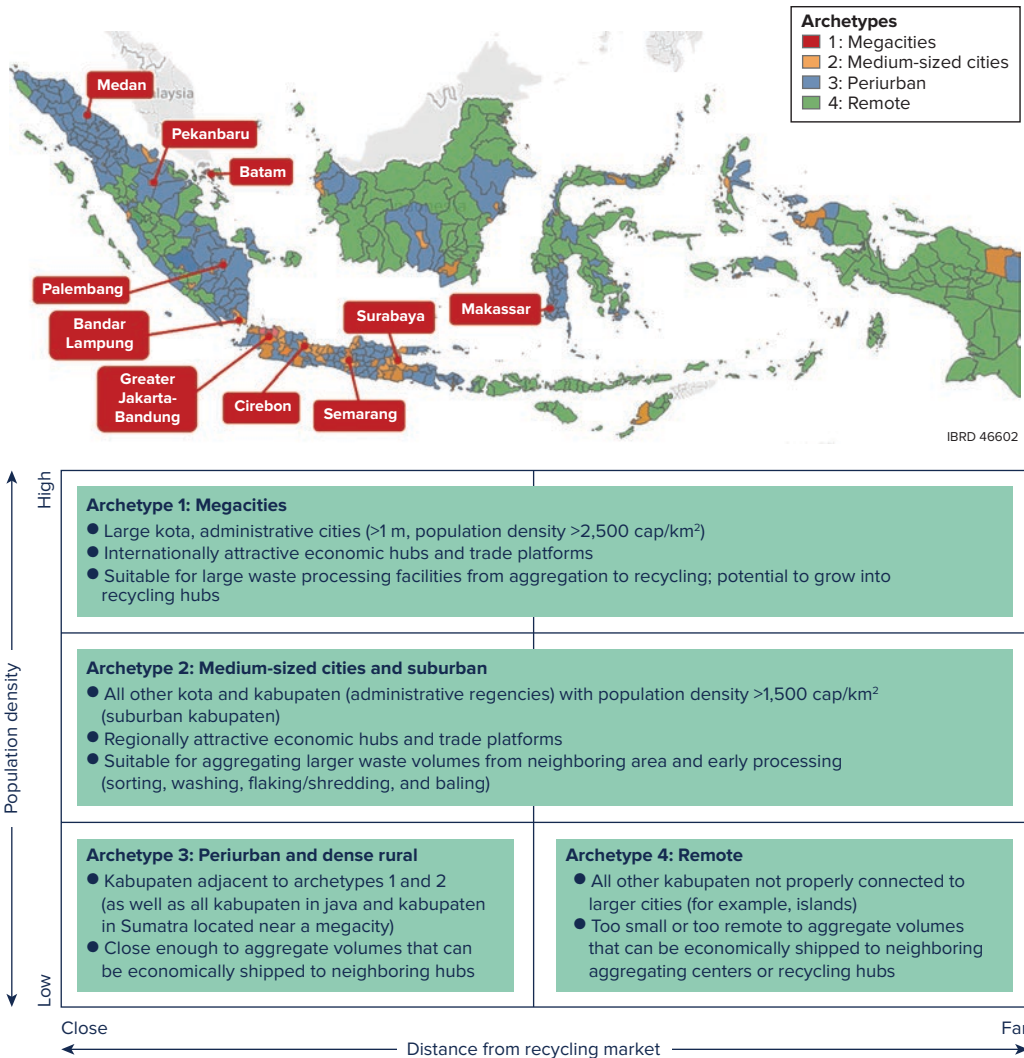 Archetypes
1: Megacities
2: Medium-sized cities
3: Periurban
4: Remote
Medan
alaysia
Pekanbaru
Batam
Palembang
Bandar
Lampung
Greater
Jakarta-
Bandung
Cirebon
Semarang
Surabaya
Makassar
IBRD 46602
High
Population density
Low
Archetype 1: Megacities
● Large kota, administrative cities (>1 m, population density >2,500 cap/km²)
● Internationally attractive economic hubs and trade platforms
● Suitable for large waste processing facilities from aggregation to recycling; potential to grow into
recycling hubs
Archetype 2: Medium-sized cities and suburban
● All other kota and kabupaten (administrative regencies) with population density >1,500 cap/km²
(suburban kabupaten)
● Regionally attractive economic hubs and trade platforms
● Suitable for aggregating larger waste volumes from neighboring area and early processing
(sorting, washing, flaking/shredding, and baling)
Archetype 3: Periurban and dense rural
● Kabupaten adjacent to archetypes 1 and 2
(as well as all kabupaten in java and kabupaten
in Sumatra located near a megacity)
● Close enough to aggregate volumes that can
be economically shipped to neighboring hubs
Archetype 4: Remote
● All other kabupaten not properly connected to
larger cities (for example, islands)
● Too small or too remote to aggregate volumes
that can be economically shipped to neighboring
aggregating centers or recycling hubs
Close
Far
Distance from recycling market